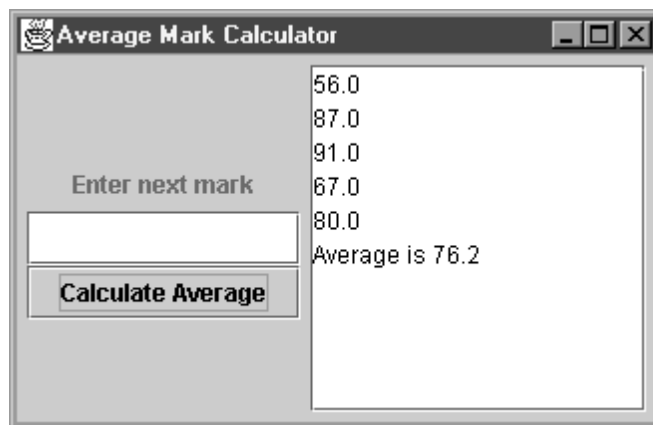 Average Mark Calculator
Enter next mark
Calculate Average
56.0
87.0
91.0
67.0
80.0
Average is 76.2